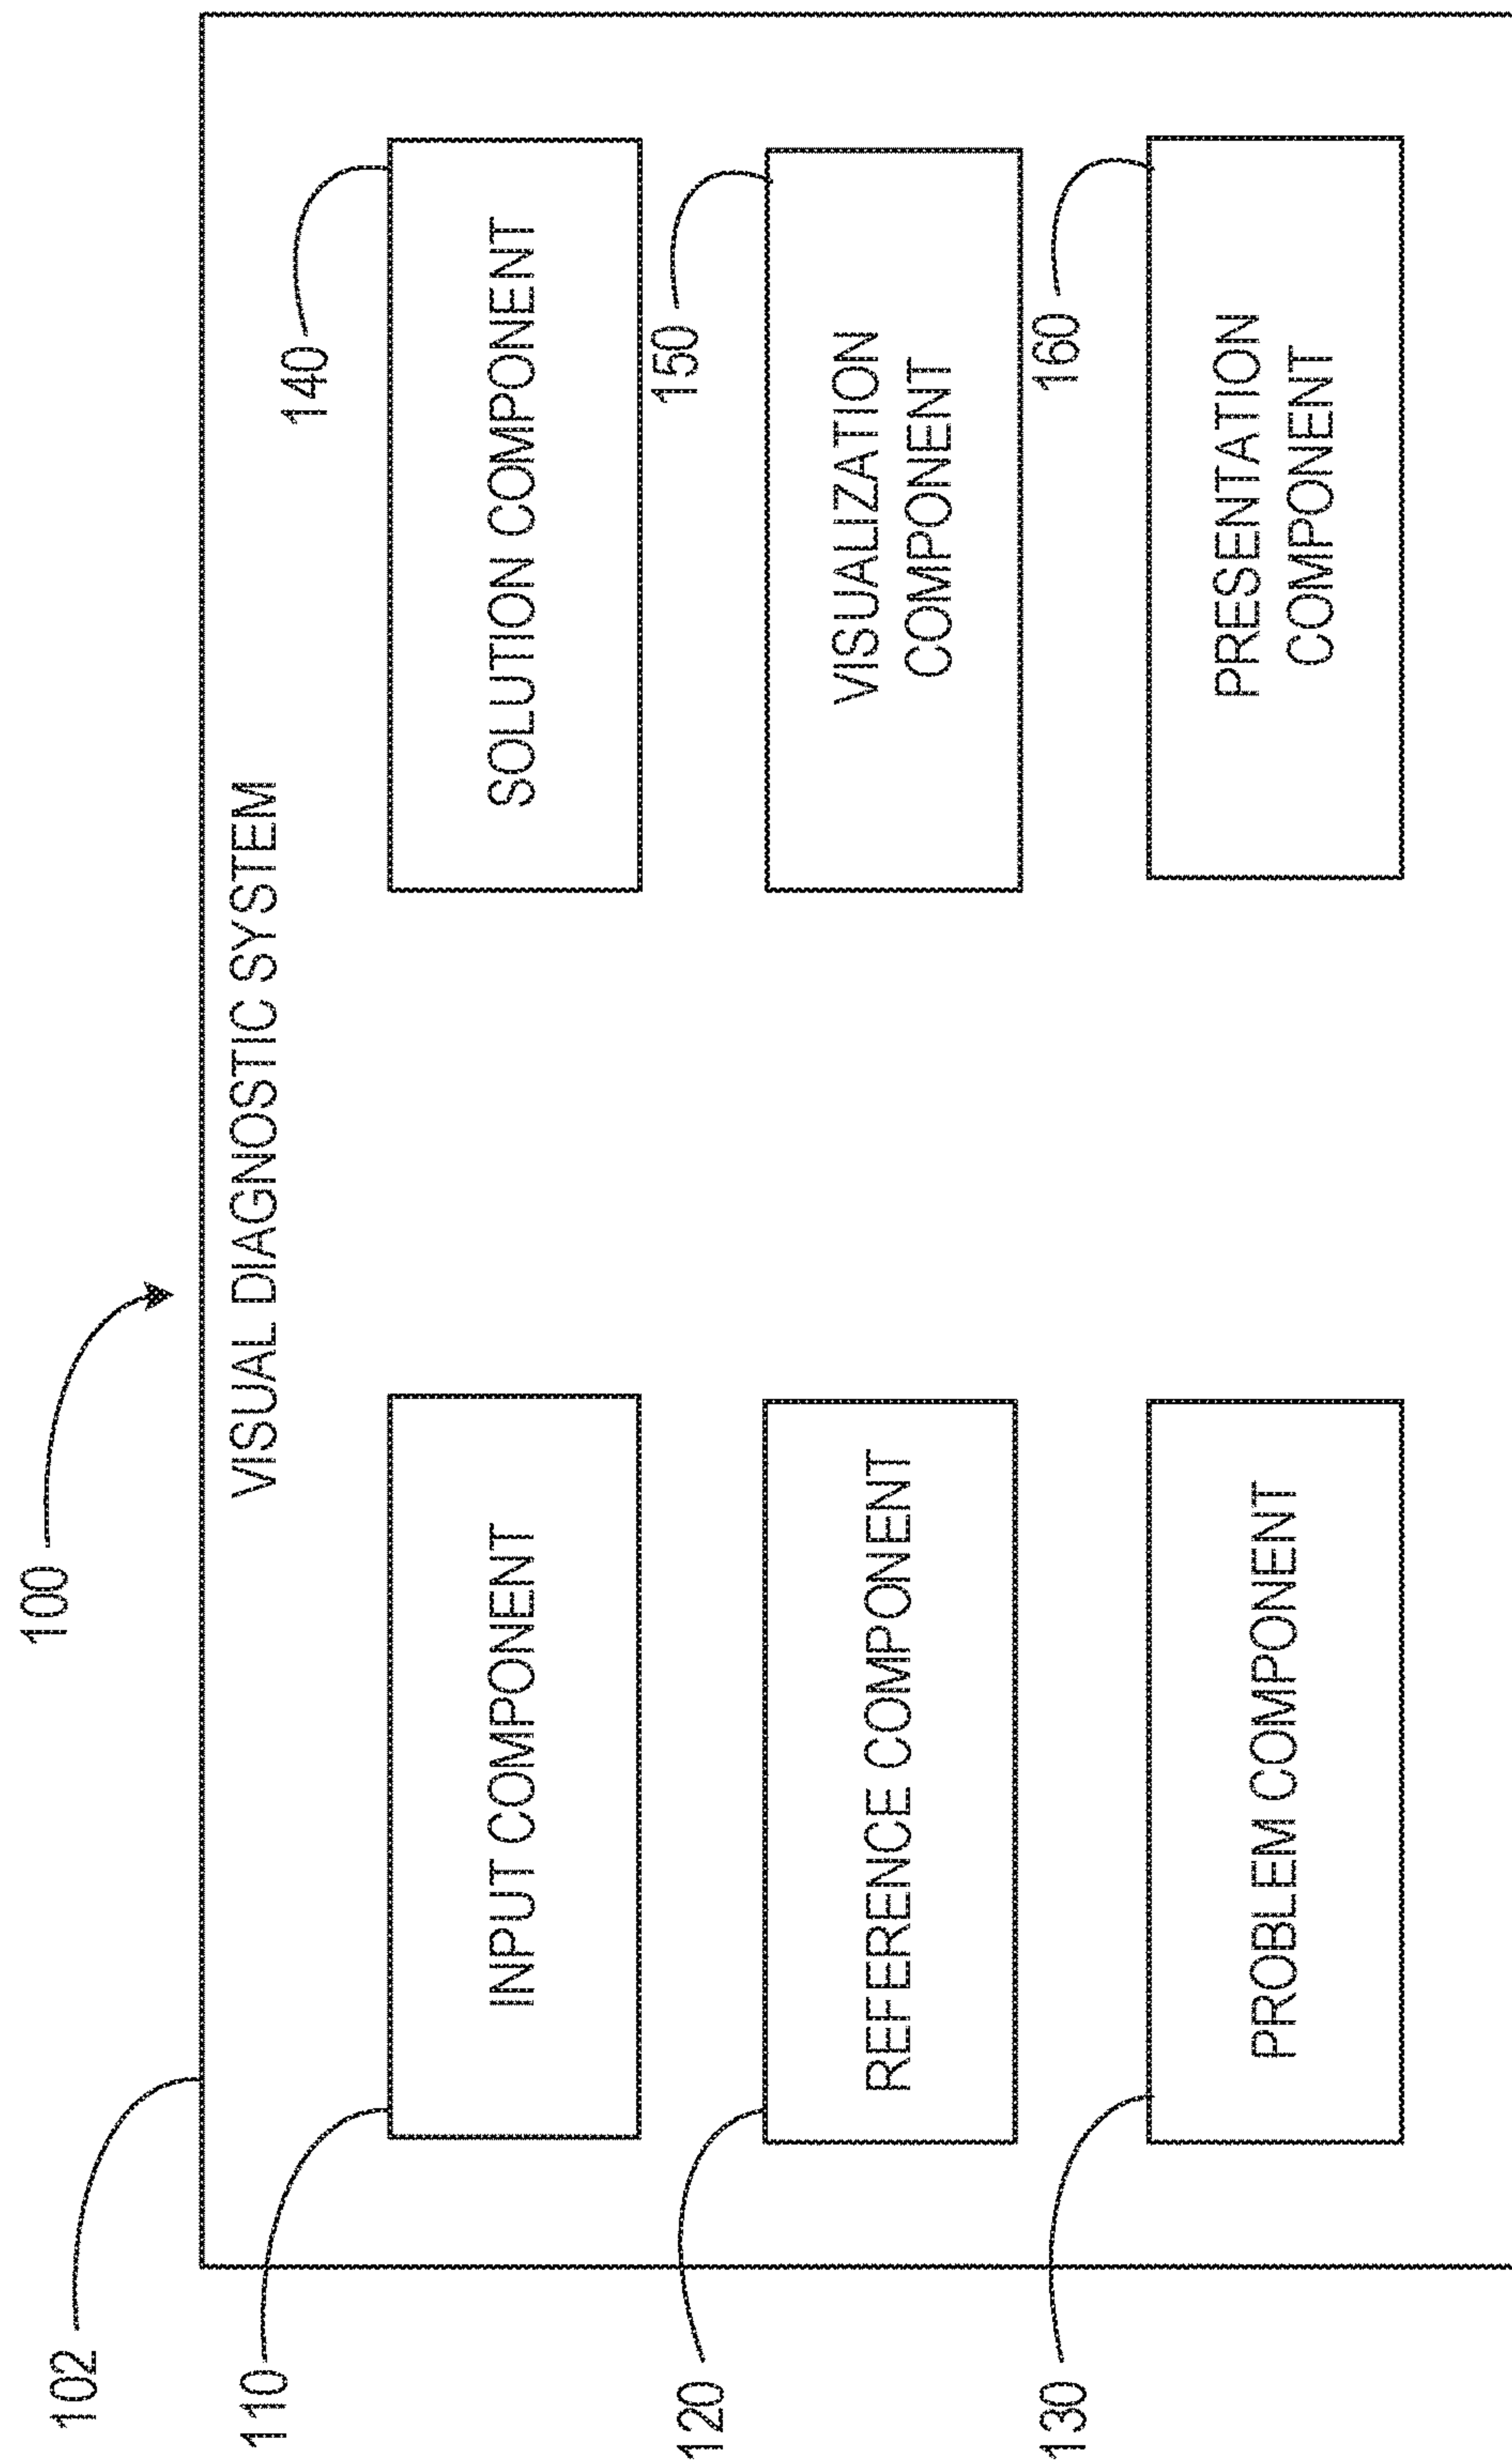 100
102
VISUAL DIAGNOSTIC SYSTEM
110
140
INPUT COMPONENT
SOLUTION COMPONENT
120
150
REFERENCE COMPONENT
VISUALIZATION
COMPONENT
130
160
PROBLEM COMPONENT
PRESENTATION
COMPONENT